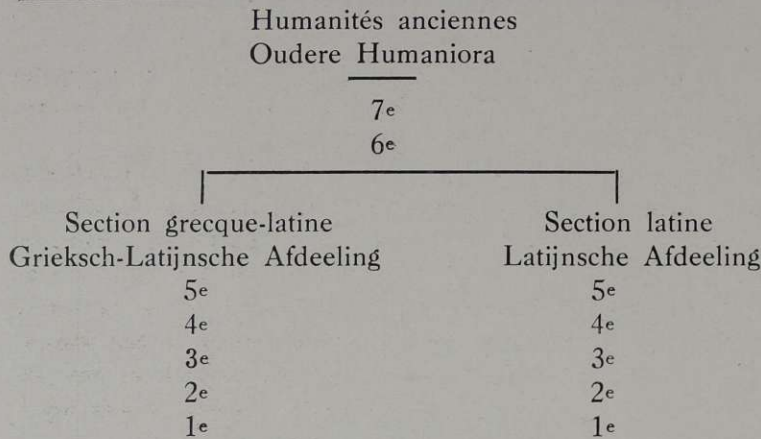 Humanités anciennes
Oudere Humaniora
7e
6e
Section grecque-latine
Grieksch-Latijnsche Afdeeling
5e
4e
3e
2e
1e
Section latine
Latijnsche Afdeeling
5e
4e
3e
2e
1e